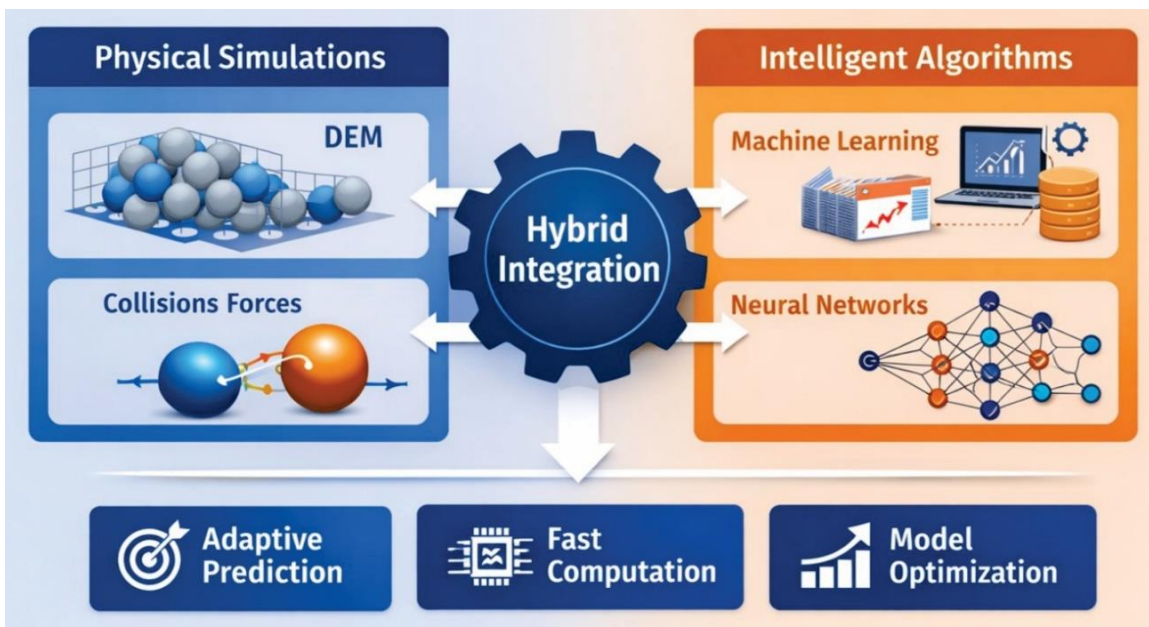 Physical Simulations
DEM
Collisions Forces
Hybrid
Integration
Intelligent Algorithms
Machine Learning
Neural Networks
Adaptive
Prediction
Fast
Computation
Model
Optimization